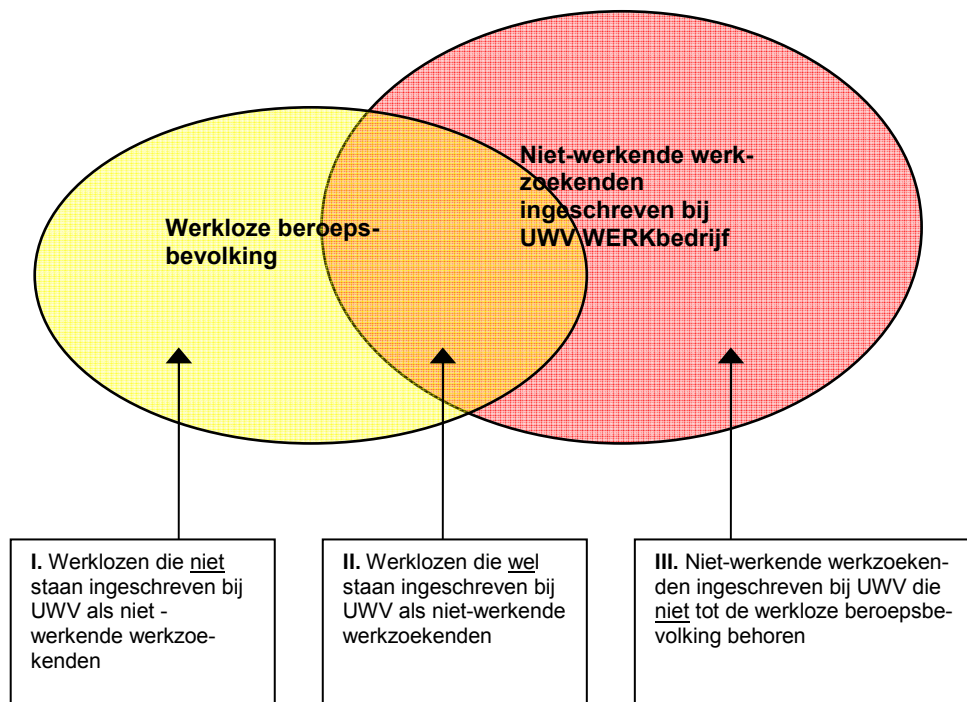 Niet-werkende werk-
zoekenden
ingeschreven bij
UWV WERKbedrijf
Werkloze beroeps-
bevolking
I. Werklozen die niet
staan ingeschreven bij
UWV als niet -
werkende werkzoe-
kenden
II. Werklozen die wel
staan ingeschreven bij
UWV als niet-werkende
werkzoekenden
III. Niet-werkende werkzoeken-
den ingeschreven bij UWV die
niet tot de werkloze beroepsbe-
volking behoren